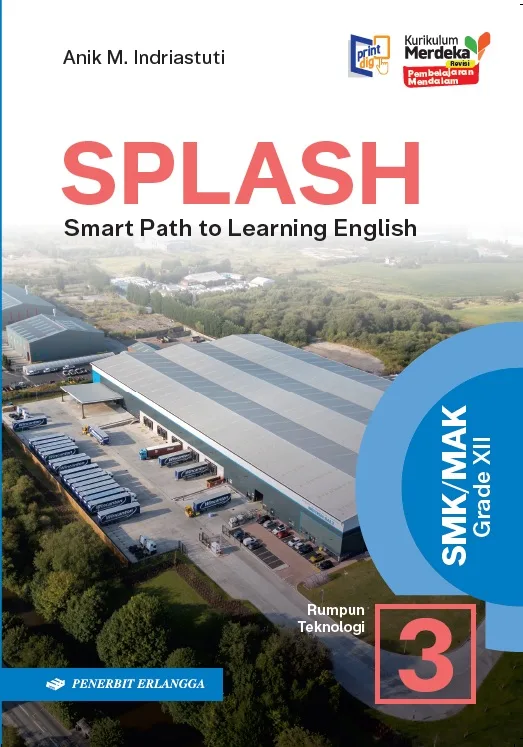 Anik M. Indriastuti
print
dig
Kurikulum
Merdeka
Revisi
Pembelajaran
Mendalam
SPLASH
Smart Path to Learning English
SMK/MAK
Grade XII
Rumpun
Teknologi
3
PENERBIT ERLANGGA